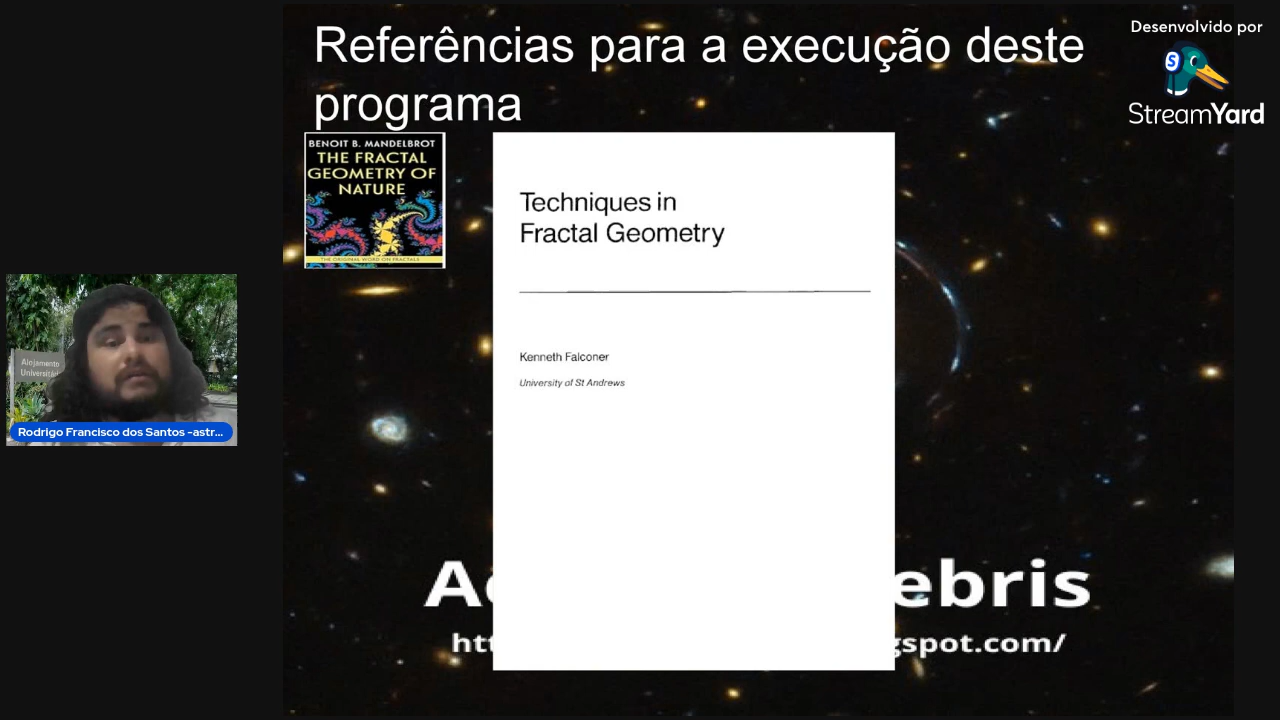 Referências para a execução deste
programa
Desenvolvido por
StreamYard
BENOIT B. MANDELBROT
THE FRACTAL
GEOMETRY OF
NATURE
THE ORIGINAL WORD ON FRACTALS
Techniques in
Fractal Geometry
Kenneth Falconer
University of St Andrews
Alojamento
Rodrigo Francisco dos Santos -astr...
ebris
gspot.com/